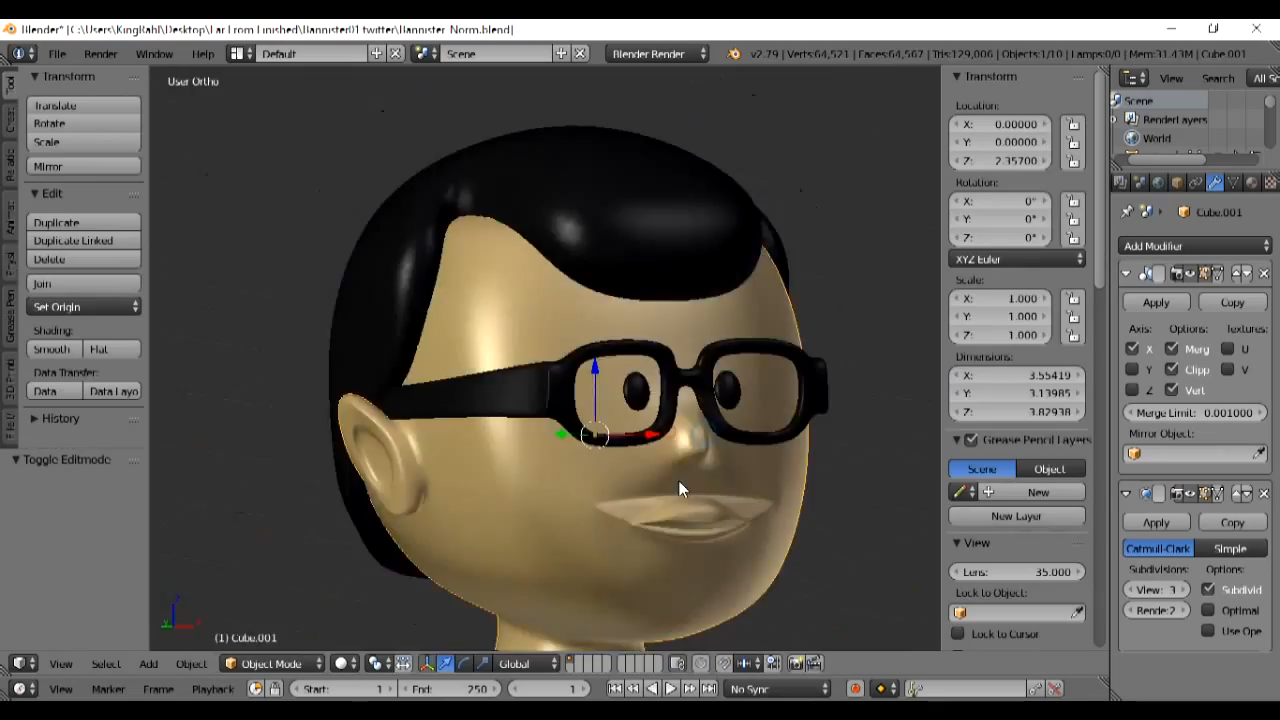 Blender* [C:\Users\KingRahl\Desktop\Far From Finished\Bannister01 twitter\Bannister Norm.blend]
File Render Window Help Default Scene Blender Render v2.79 | Verts:64,521 | Faces:64,567 | Tris:129,006 | Objects:1/10 | Lamps:0/0 | Mem:31.43M | Cube.001
Transform
Translate
Rotate
Scale
Mirror
Edit
Duplicate
Duplicate Linked
Delete
Join
Set Origin
Shading:
Smooth Flat
Data Transfer:
Data Data Layo
History
Toggle Editmode
User Ortho
(1) Cube.001
Transform
Location:
X: 0.00000
Y: 0.00000
Z: 2.35700
Rotation:
X: 0°
Y: 0°
Z: 0°
XYZ Euler
Scale:
X: 1.000
Y: 1.000
Z: 1.000
Dimensions:
X: 3.55419
Y: 3.13985
Z: 3.82938
Grease Pencil Layers
Scene Object
New
New Layer
View
Lens: 35.000
Lock to Object:
Lock to Cursor
View Search All Sc
Scene
RenderLayers
World
Cube.001
Add Modifier
Apply Copy
Axis: Options: Textures:
X Merg U
Y Clipp V
Z Vert
Merge Limit: 0.001000
Mirror Object:
Apply Copy
Catmull-Clark Simple
Subdivisions: Options:
View: 3 Subdivid
Rende:2 Optimal
Use Ope
View Select Add Object Object Mode Global
View Marker Frame Playback Start: 1 End: 250 1 No Sync